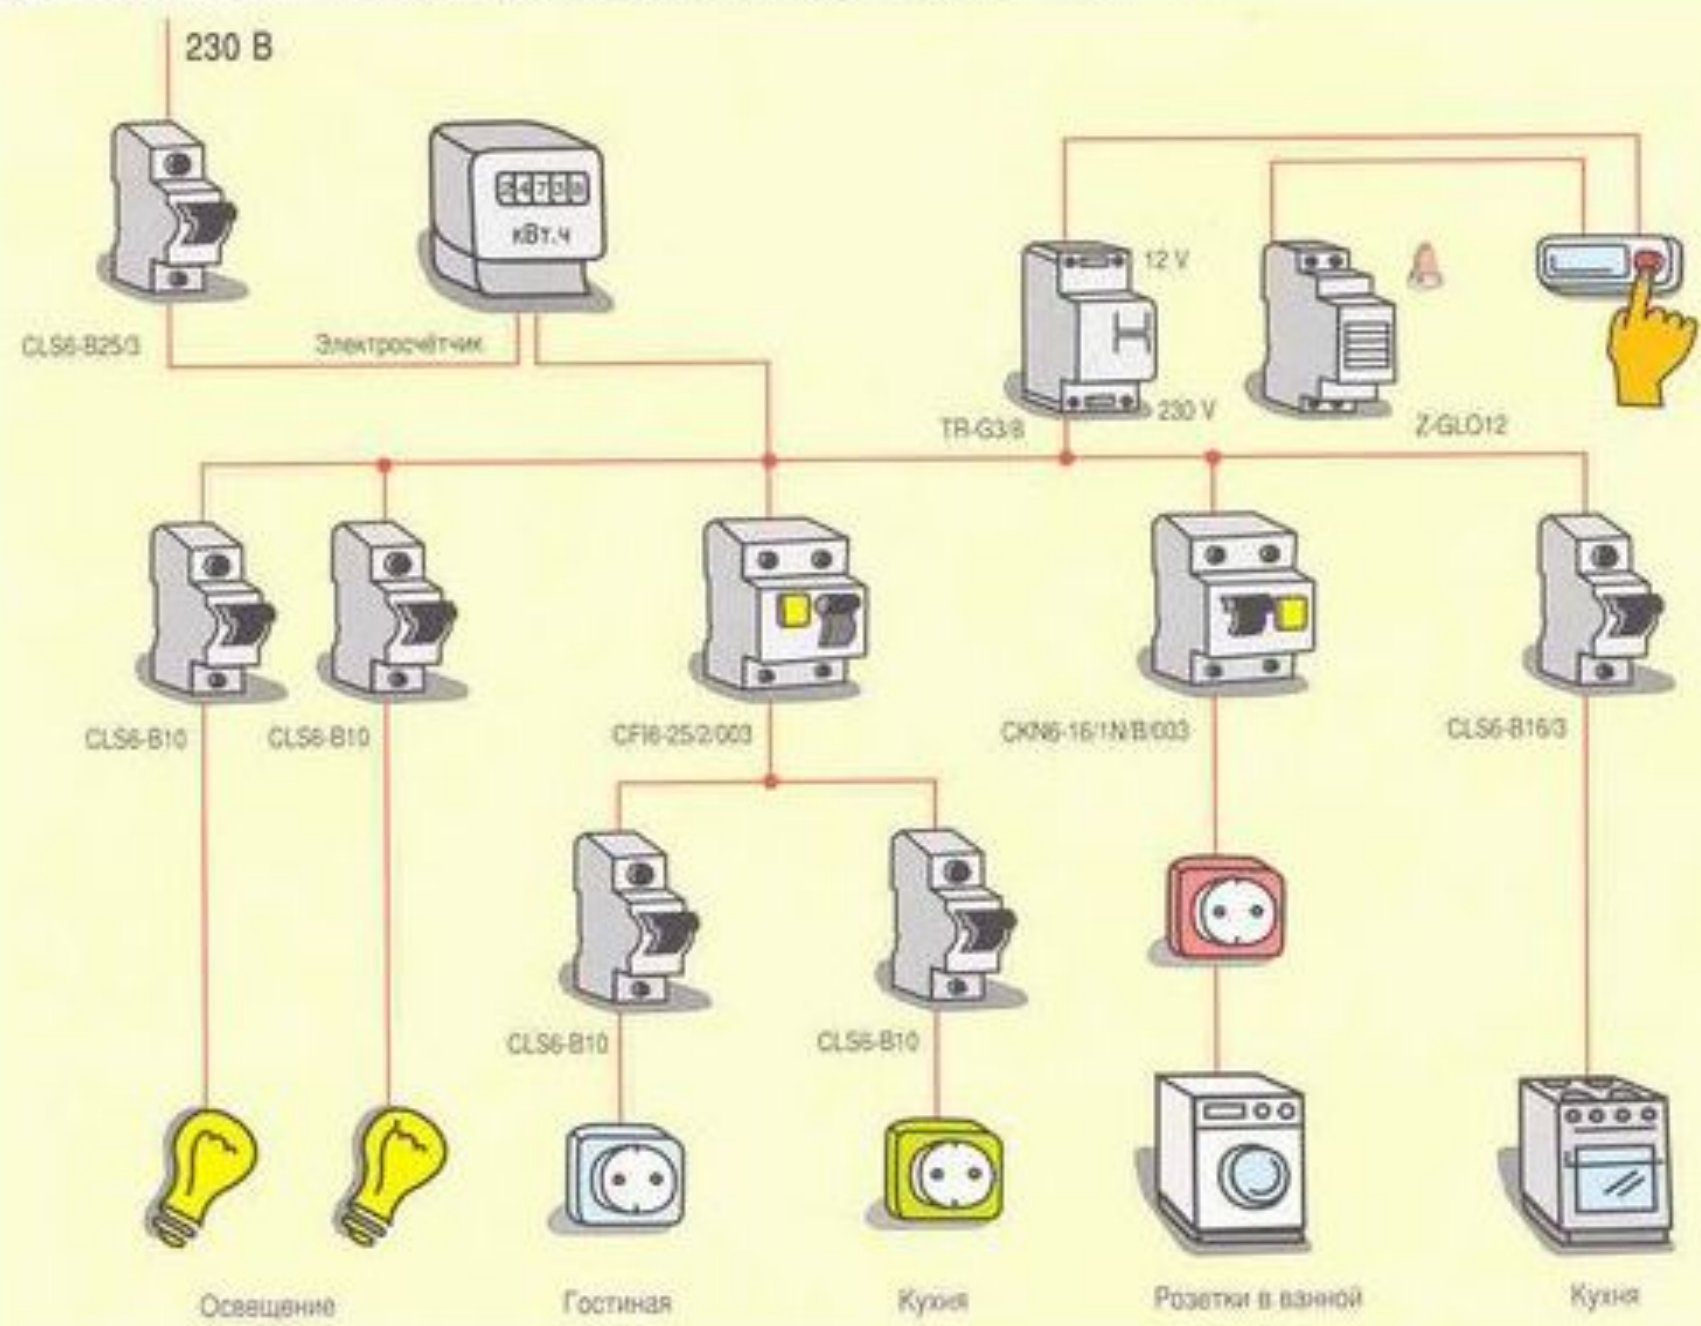 230 В
24738
кВт.ч
CLS6-B25/3
Электросчётчик
12 V
230 V
TR-G3/8
Z-GLO12
CLS6-B10
CLS6-B10
CFI6-25/2/003
CKN6-16/1N/B/003
CLS6-B16/3
CLS6-B10
CLS6-B10
Освещение
Гостиная
Кухня
Розетки в ванной
Кухня